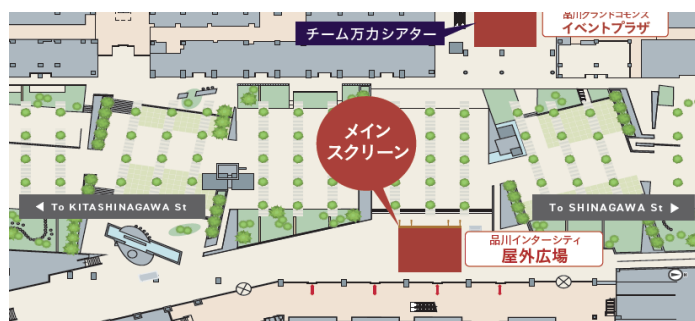 品川グランドコモンズ
イベントプラザ
チーム万力シアター
メイン
スクリーン
◀ To KITASHINAGAWA St
To SHINAGAWA St ▶
品川インターシティ
屋外広場